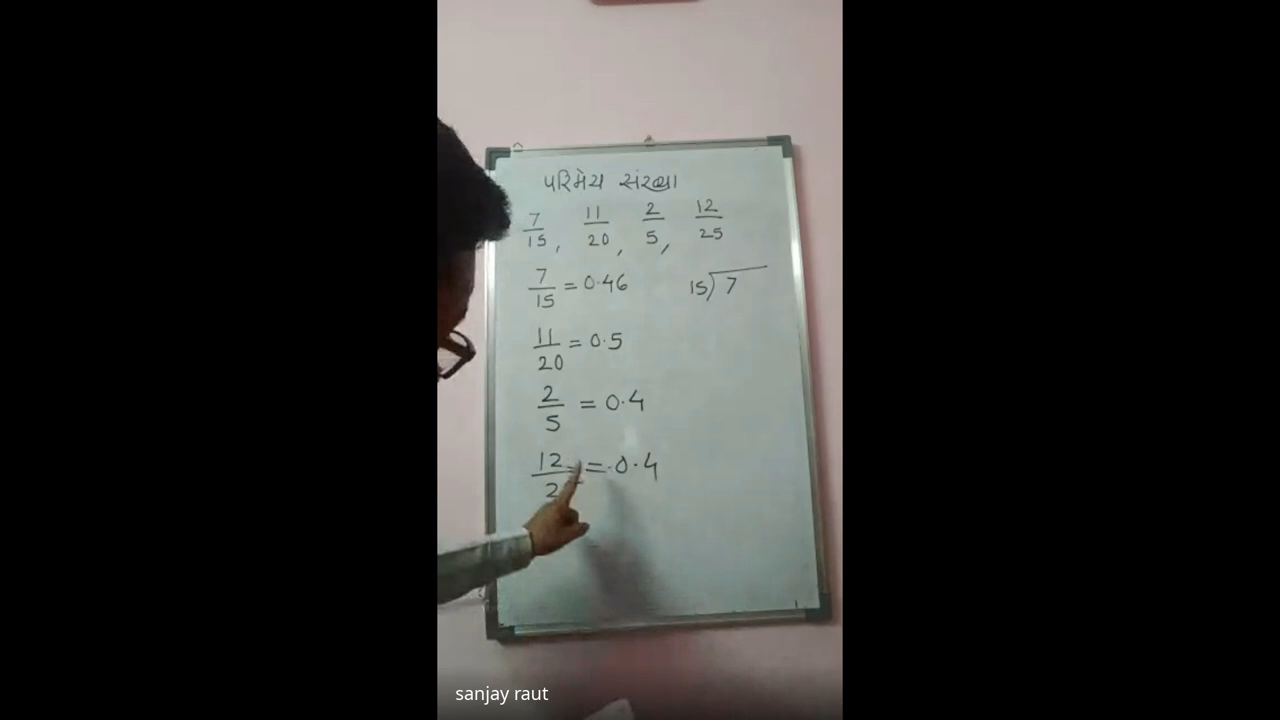 પરિમેય સંખ્યા
7/15, 11/20, 2/5, 12/25
7/15 = 0.46 15)7
11/20 = 0.5
2/5 = 0.4
12/2 = 0.4
sanjay raut